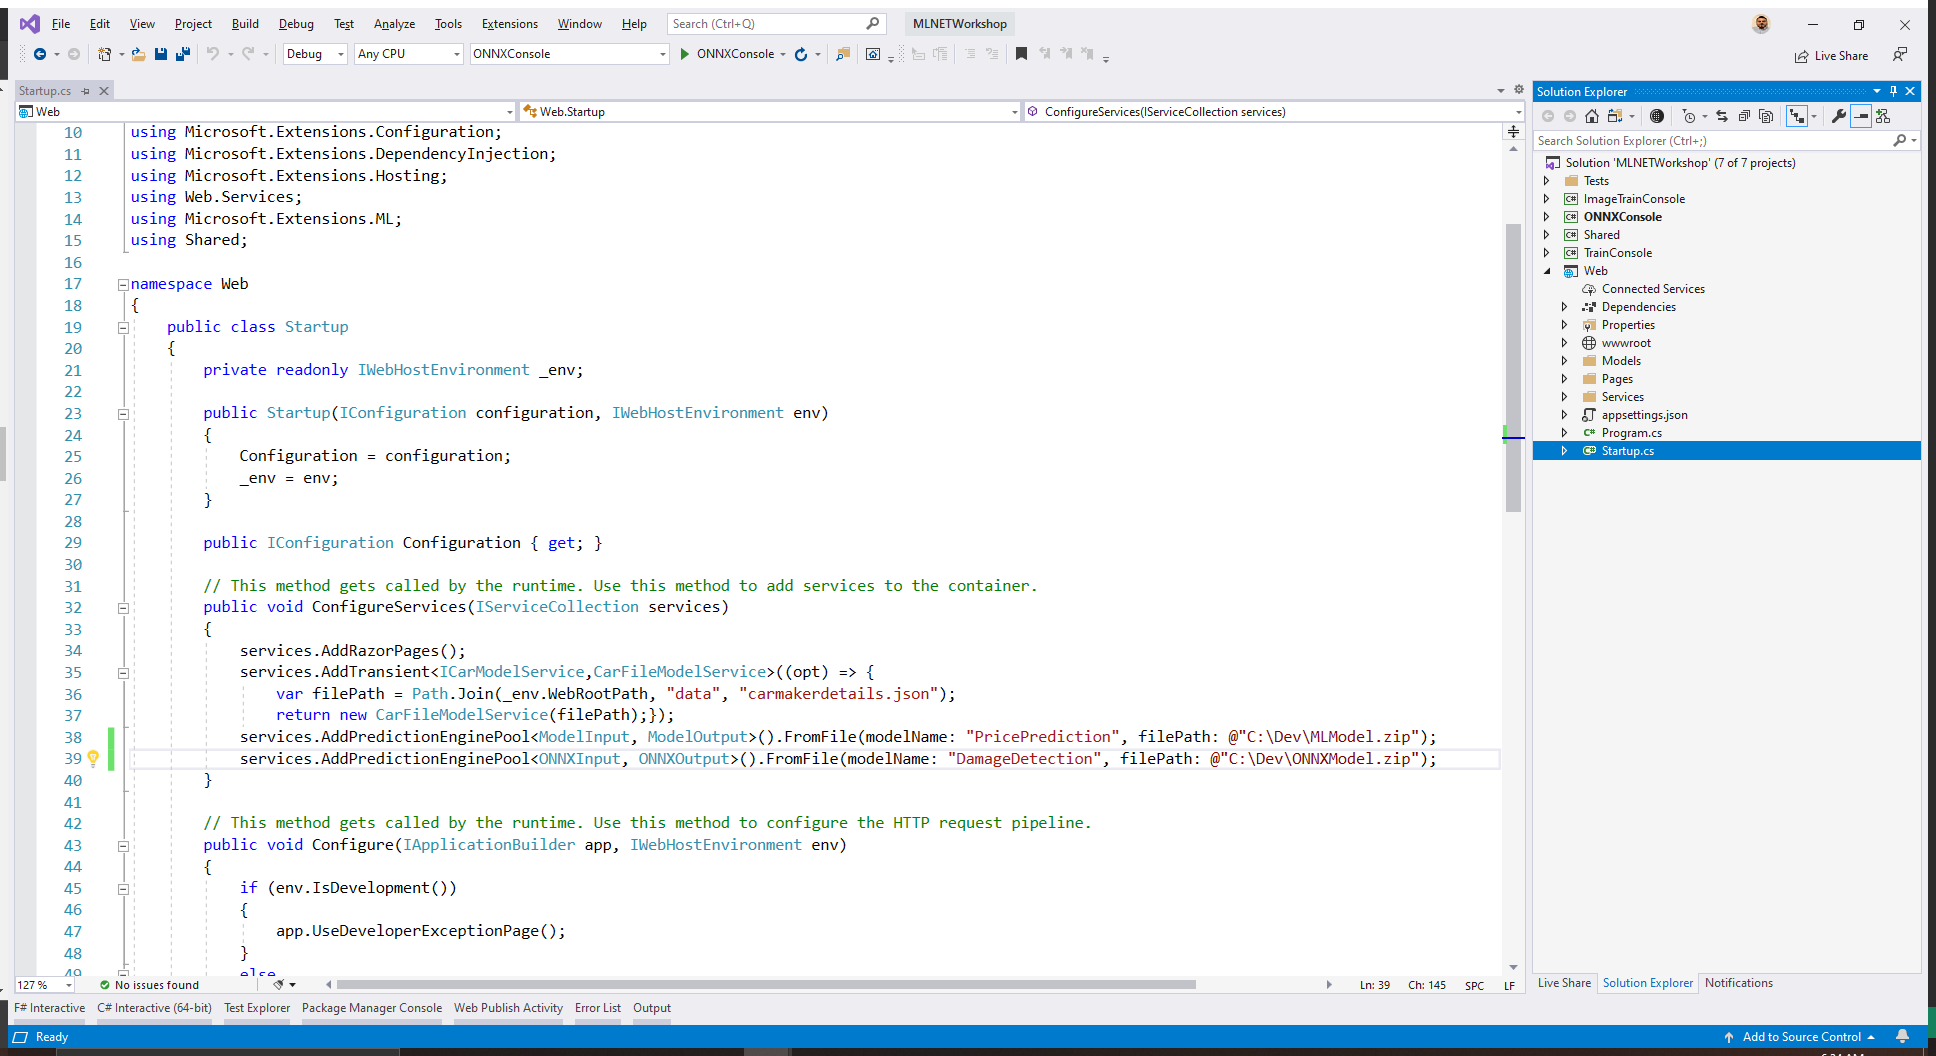 File Edit View Project Build Debug Test Analyze Tools Extensions Window Help Search (Ctrl+Q) MLNETWorkshop
Debug Any CPU ONNXConsole ONNXConsole Live Share
Startup.cs
Web Web.Startup ConfigureServices(IServiceCollection services)
10 using Microsoft.Extensions.Configuration;
11 using Microsoft.Extensions.DependencyInjection;
12 using Microsoft.Extensions.Hosting;
13 using Web.Services;
14 using Microsoft.Extensions.ML;
15 using Shared;
16
17 namespace Web
18 {
19 public class Startup
20 {
21 private readonly IWebHostEnvironment _env;
22
23 public Startup(IConfiguration configuration, IWebHostEnvironment env)
24 {
25 Configuration = configuration;
26 _env = env;
27 }
28
29 public IConfiguration Configuration { get; }
30
31 // This method gets called by the runtime. Use this method to add services to the container.
32 public void ConfigureServices(IServiceCollection services)
33 {
34 services.AddRazorPages();
35 services.AddTransient<ICarModelService,CarFileModelService>((opt) => {
36 var filePath = Path.Join(_env.WebRootPath, "data", "carmakerdetails.json");
37 return new CarFileModelService(filePath);});
38 services.AddPredictionEnginePool<ModelInput, ModelOutput>().FromFile(modelName: "PricePrediction", filePath: @"C:\Dev\MLModel.zip");
39 services.AddPredictionEnginePool<ONNXInput, ONNXOutput>().FromFile(modelName: "DamageDetection", filePath: @"C:\Dev\ONNXModel.zip");
40 }
41
42 // This method gets called by the runtime. Use this method to configure the HTTP request pipeline.
43 public void Configure(IApplicationBuilder app, IWebHostEnvironment env)
44 {
45 if (env.IsDevelopment())
46 {
47 app.UseDeveloperExceptionPage();
48 }
49 else
127 % No issues found Ln: 39 Ch: 145 SPC LF
F# Interactive C# Interactive (64-bit) Test Explorer Package Manager Console Web Publish Activity Error List Output
Solution Explorer
Search Solution Explorer (Ctrl+;)
Solution 'MLNETWorkshop' (7 of 7 projects)
Tests
C# ImageTrainConsole
C# ONNXConsole
C# Shared
C# TrainConsole
Web
Connected Services
Dependencies
Properties
wwwroot
Models
Pages
Services
appsettings.json
C# Program.cs
C# Startup.cs
Live Share Solution Explorer Notifications
Ready Add to Source Control